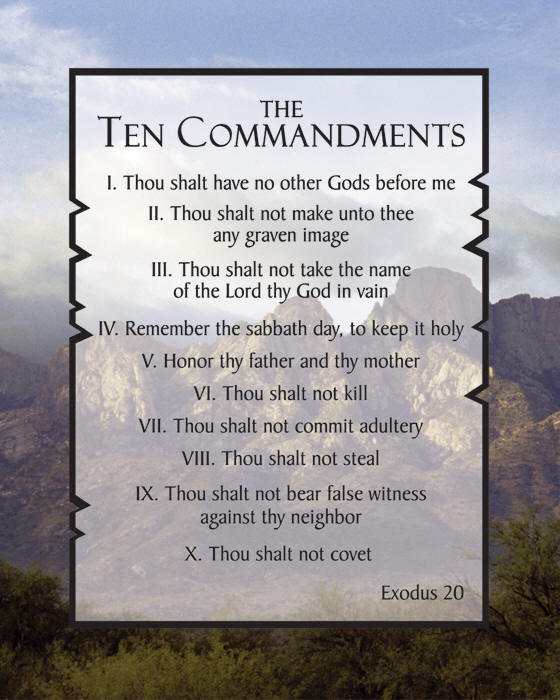 THE
TEN COMMANDMENTS
I. Thou shalt have no other Gods before me
II. Thou shalt not make unto thee
any graven image
III. Thou shalt not take the name
of the Lord thy God in vain
IV. Remember the sabbath day, to keep it holy
V. Honor thy father and thy mother
VI. Thou shalt not kill
VII. Thou shalt not commit adultery
VIII. Thou shalt not steal
IX. Thou shalt not bear false witness
against thy neighbor
X. Thou shalt not covet
Exodus 20